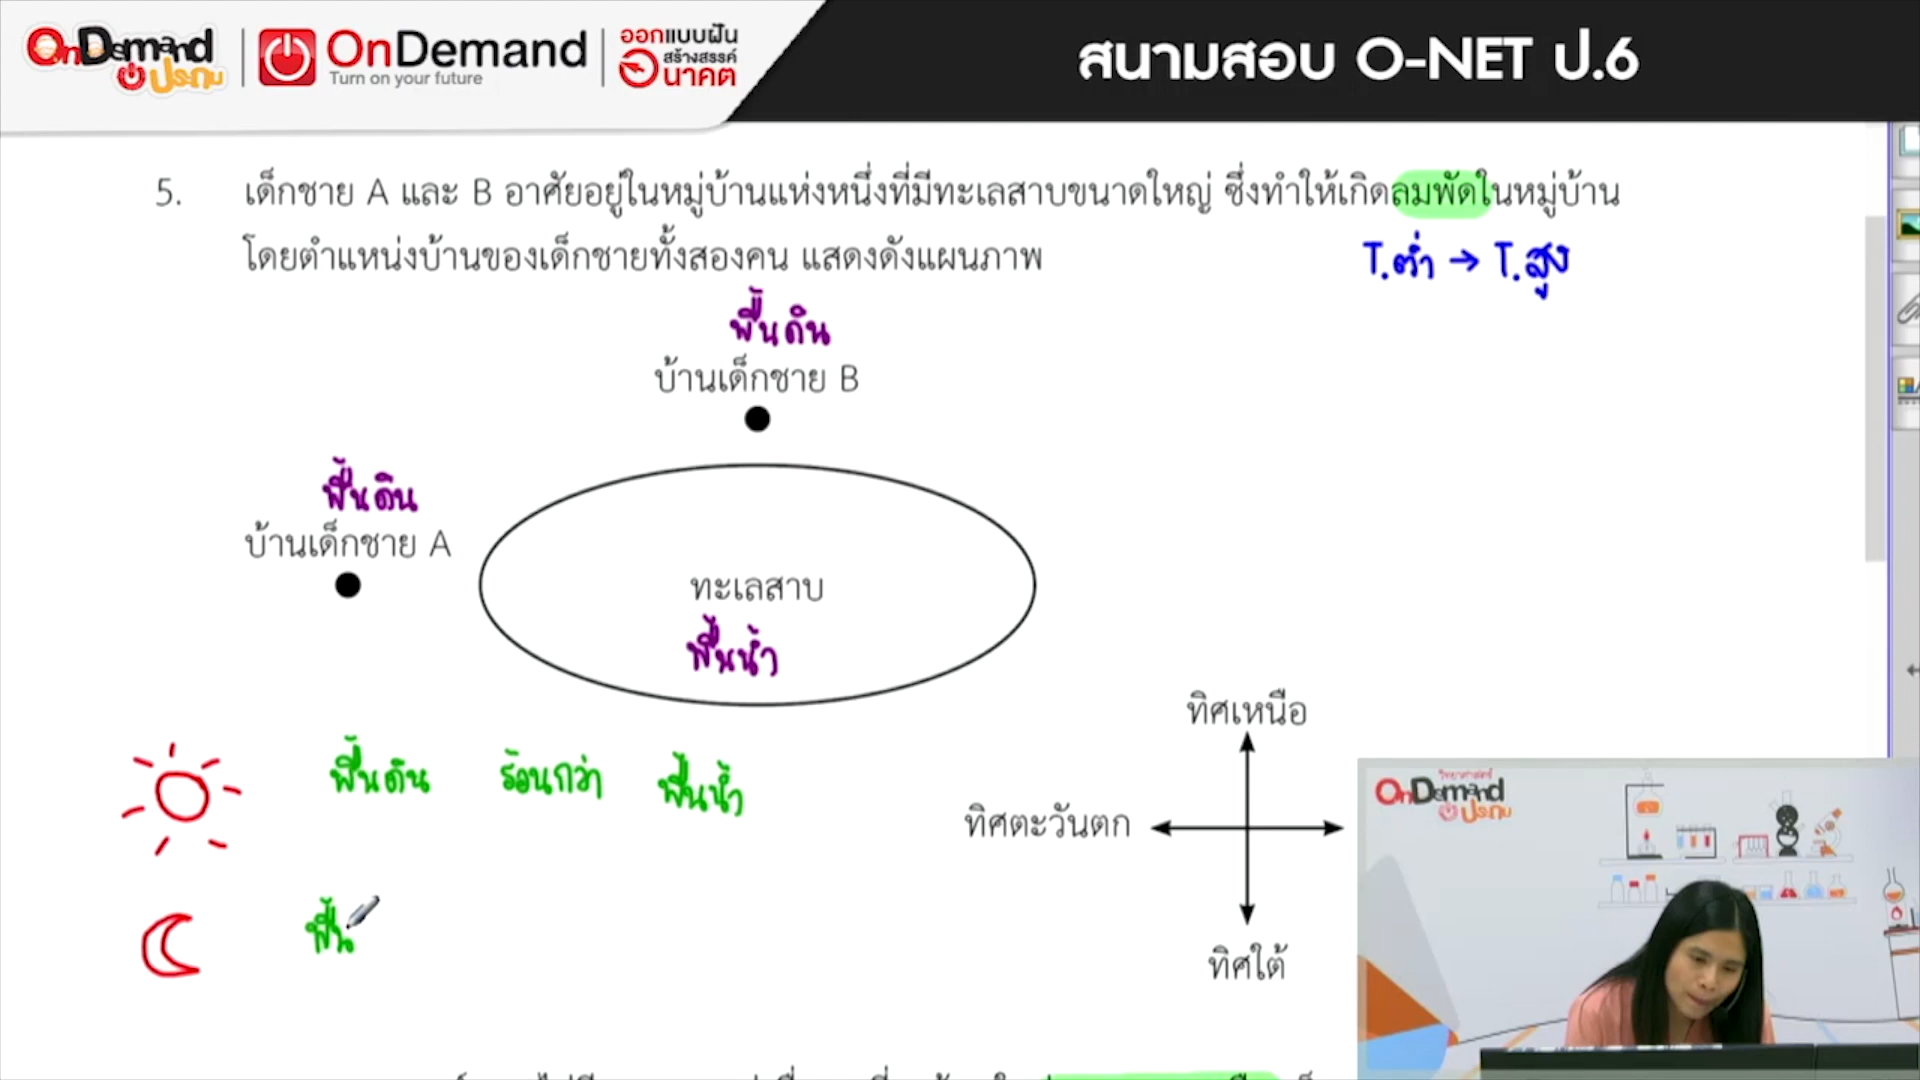 OnDemand ประถม
OnDemand
Turn on your future
ออกแบบฝัน
สร้างสรรค์
อนาคต
สนามสอบ O-NET ป.6
5. เด็กชาย A และ B อาศัยอยู่ในหมู่บ้านแห่งหนึ่งที่มีทะเลสาบขนาดใหญ่ ซึ่งทำให้เกิดลมพัดในหมู่บ้าน
โดยตำแหน่งบ้านของเด็กชายทั้งสองคน แสดงดังแผนภาพ
T.ต่ำ → T.สูง
พื้นดิน
บ้านเด็กชาย B
พื้นดิน
บ้านเด็กชาย A
ทะเลสาบ
พื้นน้ำ
ทิศเหนือ
พื้นดิน ร้อนกว่า พื้นน้ำ
ทิศตะวันตก
พื้น
ทิศใต้
วิทยาศาสตร์
OnDemand
ประถม